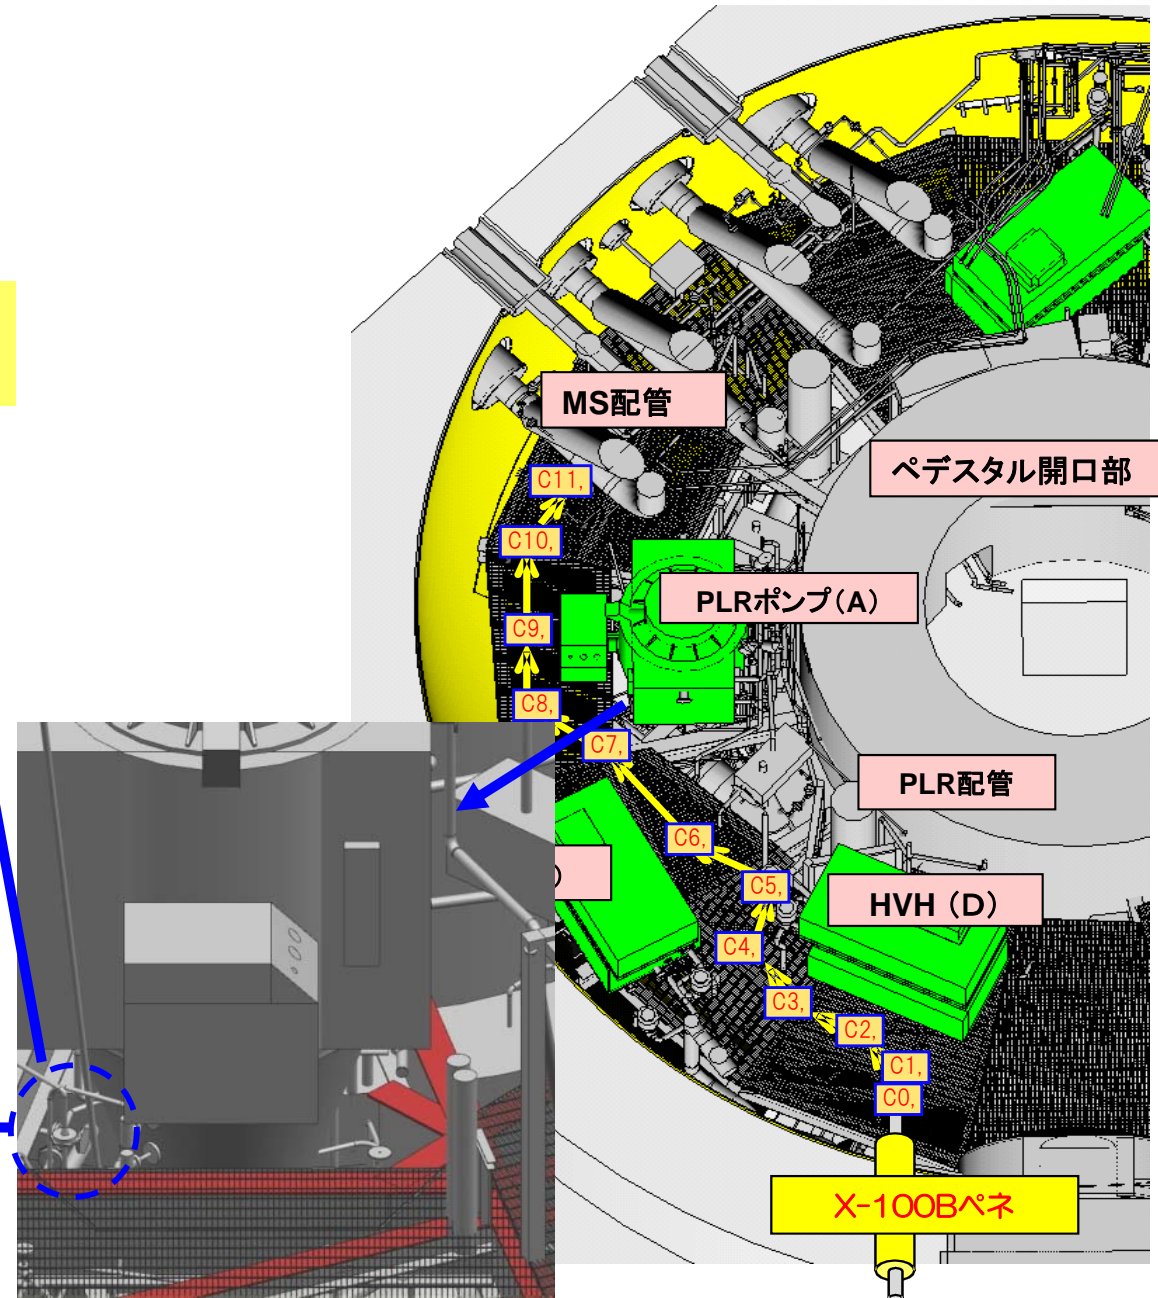 MS配管
C11,
ペデスタル開口部
C10,
PLRポンプ(A)
C9,
C8,
C7,
PLR配管
C6,
)
C5,
HVH (D)
C4,
C3,
C2,
C1,
C0,
X-100Bペネ